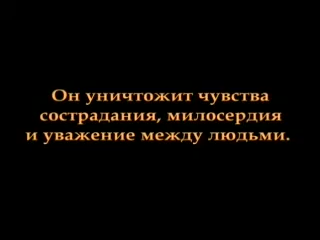 Он уничтожит чувства
сострадания, милосердия
и уважение между людьми.